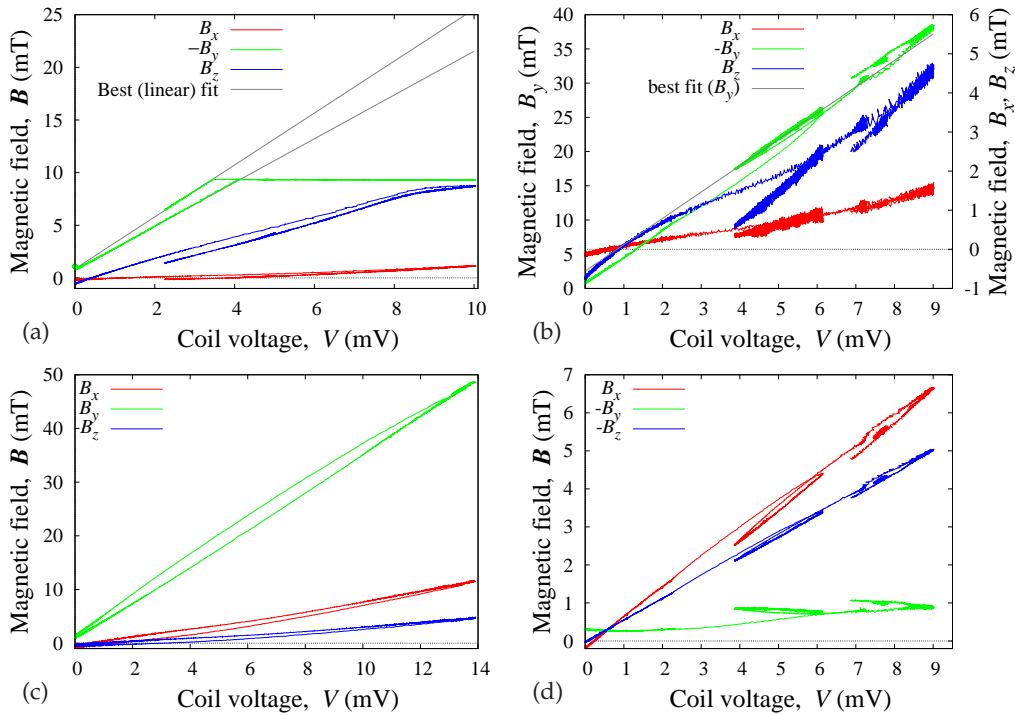 25
20
15
10
5
0
0
2
4
6
8
10
Magnetic field, B (mT)
Coil voltage, V (mV)
Bx
−By
Bz
Best (linear) fit
(a)
40
35
30
25
20
15
10
5
0
6
5
4
3
2
1
0
-1
0
1
2
3
4
5
6
7
8
9
Magnetic field, By (mT)
Magnetic field, Bx, Bz (mT)
Coil voltage, V (mV)
Bx
-By
Bz
best fit (By)
(b)
50
40
30
20
10
0
0
2
4
6
8
10
12
14
Magnetic field, B (mT)
Coil voltage, V (mV)
Bx
By
-Bz
(c)
7
6
5
4
3
2
1
0
0
1
2
3
4
5
6
7
8
9
Magnetic field, B (mT)
Coil voltage, V (mV)
Bx
-By
-Bz
(d)